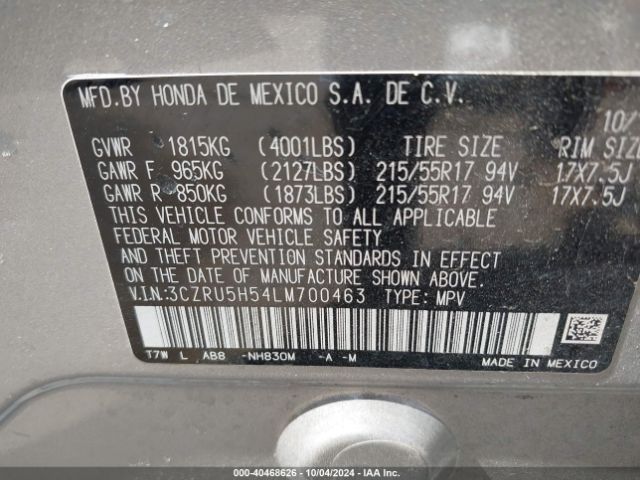 MFD.BY HONDA DE MEXICO S.A. DE C.V.
10/
GVWR 1815KG (4001LBS) TIRE SIZE RIM SIZE
GAWR F 965KG (2127LBS) 215/55R17 94V 17X7.5J
GAWR R 850KG (1873LBS) 215/55R17 94V 17X7.5J
THIS VEHICLE CONFORMS TO ALL APPLICABLE
FEDERAL MOTOR VEHICLE SAFETY
AND THEFT PREVENTION STANDARDS IN EFFECT
ON THE DATE OF MANUFACTURE SHOWN ABOVE.
V.I.N:3CZRU5H54LM700463 TYPE: MPV
T7W L AB8 -NH830M -A -M MADE IN MEXICO
000-40468626 - 10/04/2024 - IAA Inc.